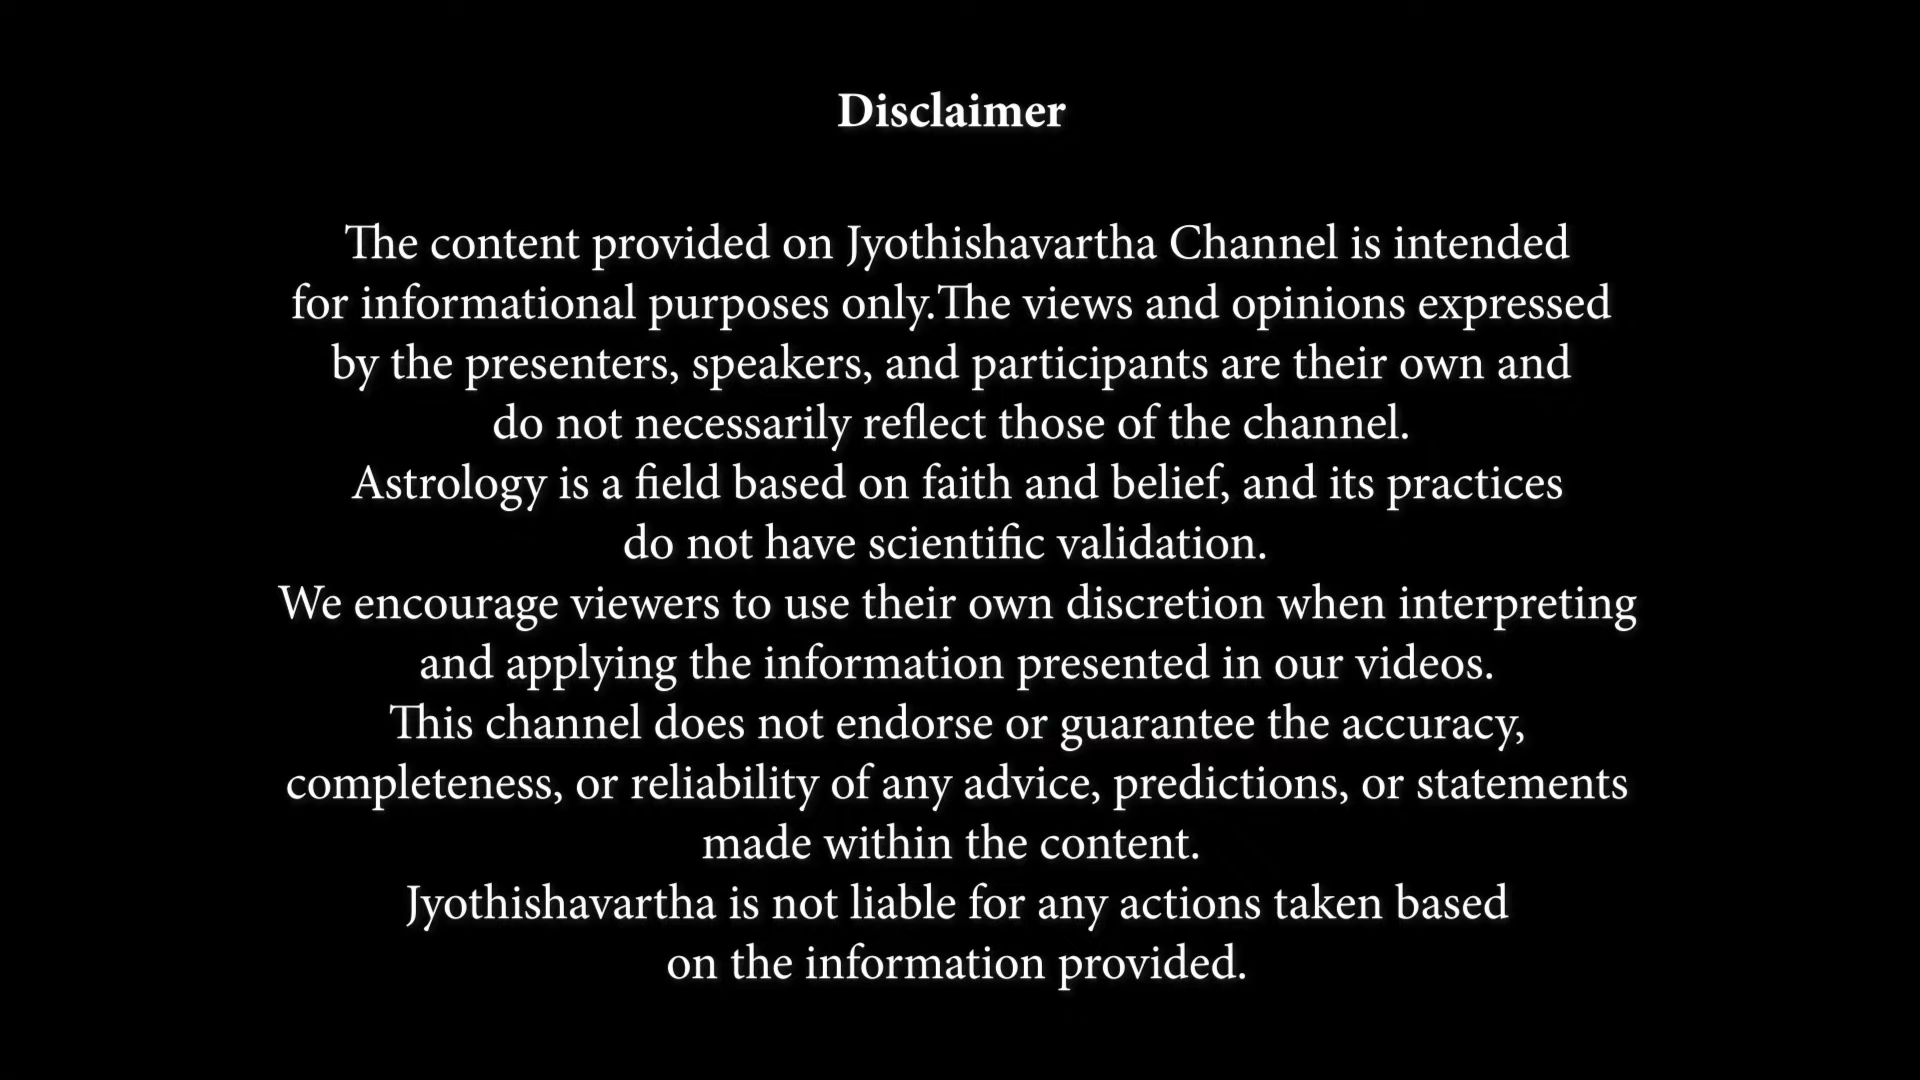 Disclaimer
The content provided on Jyothishavartha Channel is intended
for informational purposes only.The views and opinions expressed
by the presenters, speakers, and participants are their own and
do not necessarily reflect those of the channel.
Astrology is a field based on faith and belief, and its practices
do not have scientific validation.
We encourage viewers to use their own discretion when interpreting
and applying the information presented in our videos.
This channel does not endorse or guarantee the accuracy,
completeness, or reliability of any advice, predictions, or statements
made within the content.
Jyothishavartha is not liable for any actions taken based
on the information provided.